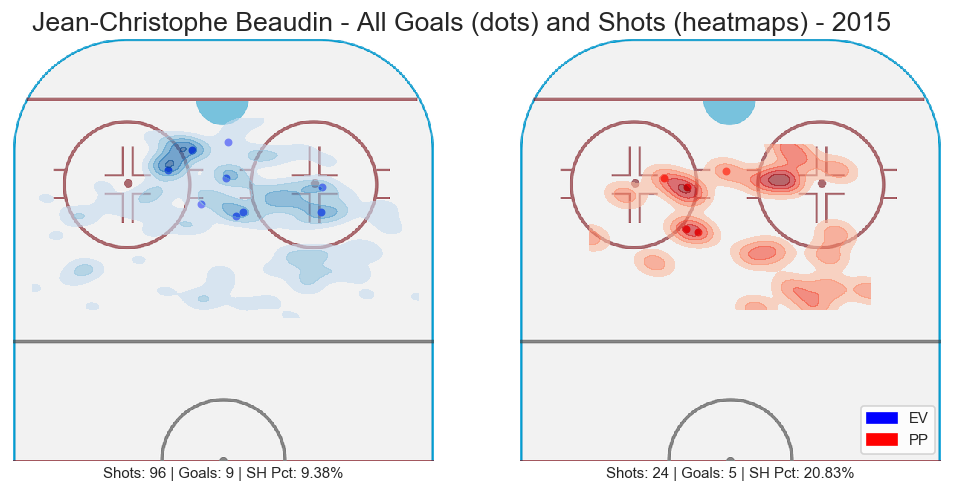 Jean-Christophe Beaudin - All Goals (dots) and Shots (heatmaps) - 2015
EV
PP
Shots: 96 | Goals: 9 | SH Pct: 9.38%
Shots: 24 | Goals: 5 | SH Pct: 20.83%